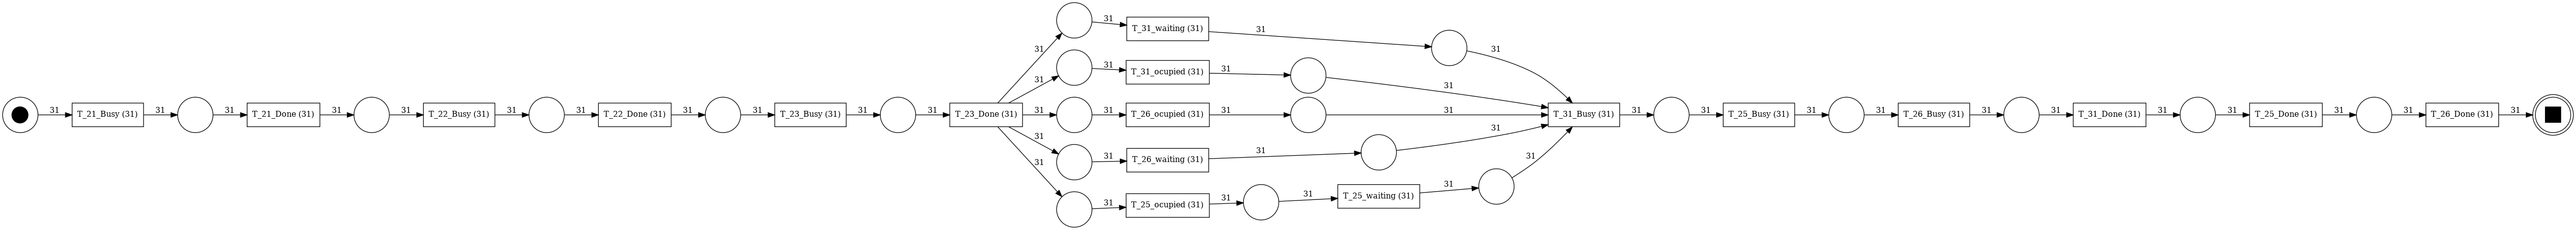 31
T_21_Busy (31)
31
31
T_21_Done (31)
31
31
T_22_Busy (31)
31
31
T_22_Done (31)
31
31
T_23_Busy (31)
31
31
T_23_Done (31)
31
31
T_31_waiting (31)
31
31
31
31
T_31_ocupied (31)
31
31
31
31
T_26_ocupied (31)
31
31
31
T_26_waiting (31)
31
31
31
31
T_25_ocupied (31)
31
31
T_25_waiting (31)
31
31
T_31_Busy (31)
31
31
T_25_Busy (31)
31
31
T_26_Busy (31)
31
31
T_31_Done (31)
31
31
T_25_Done (31)
31
31
T_26_Done (31)
31